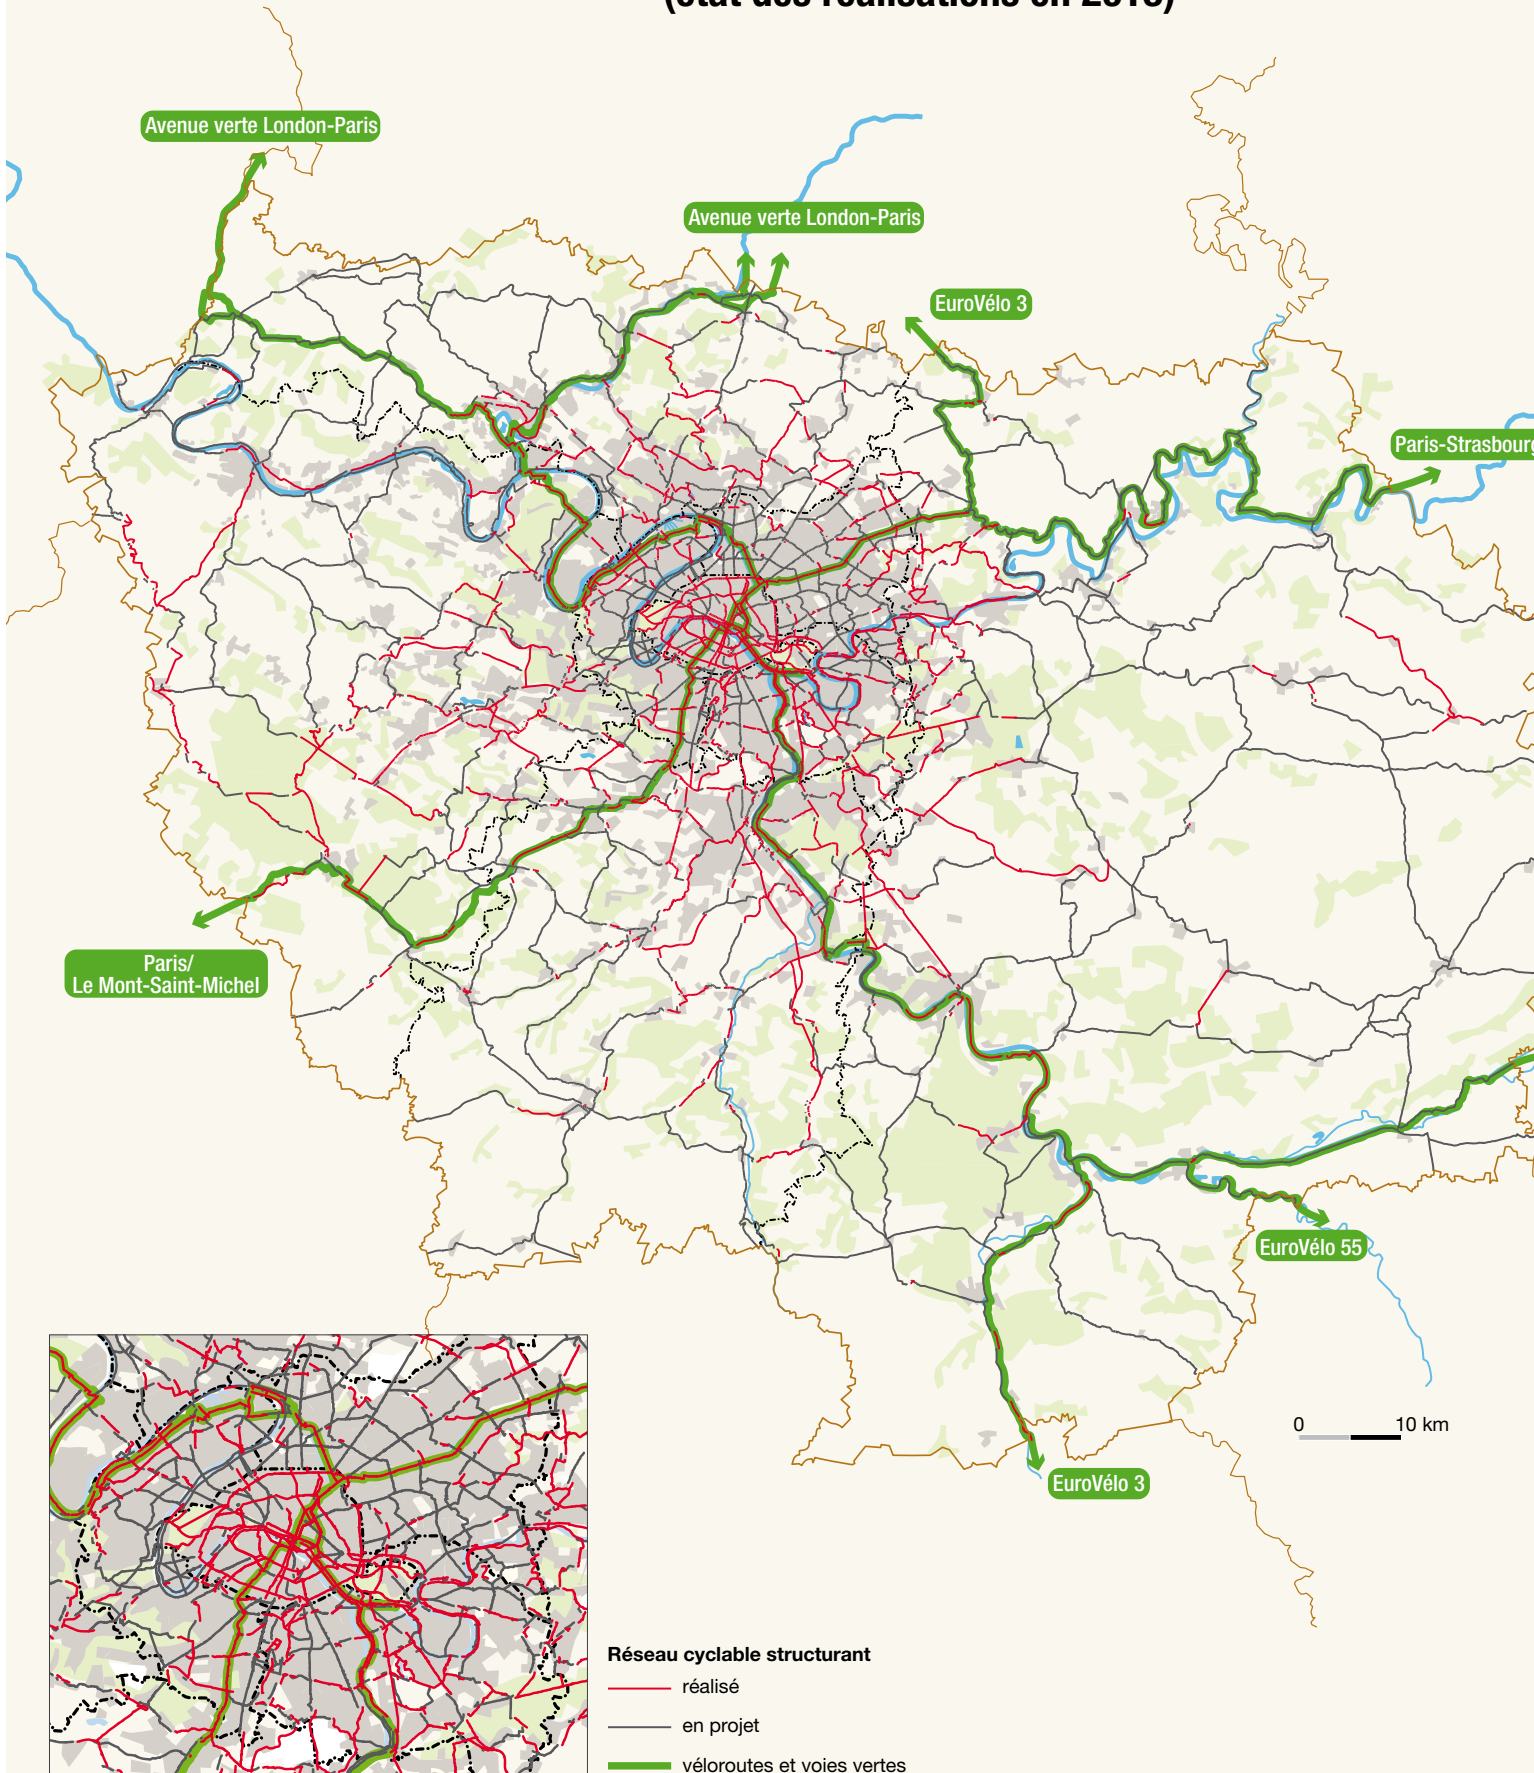 Avenue verte London-Paris
Avenue verte London-Paris
EuroVélo 3
Paris-Strasbourg
Paris/
Le Mont-Saint-Michel
EuroVélo 55
0 10 km
EuroVélo 3
Réseau cyclable structurant
réalisé
en projet
véloroutes et voies vertes